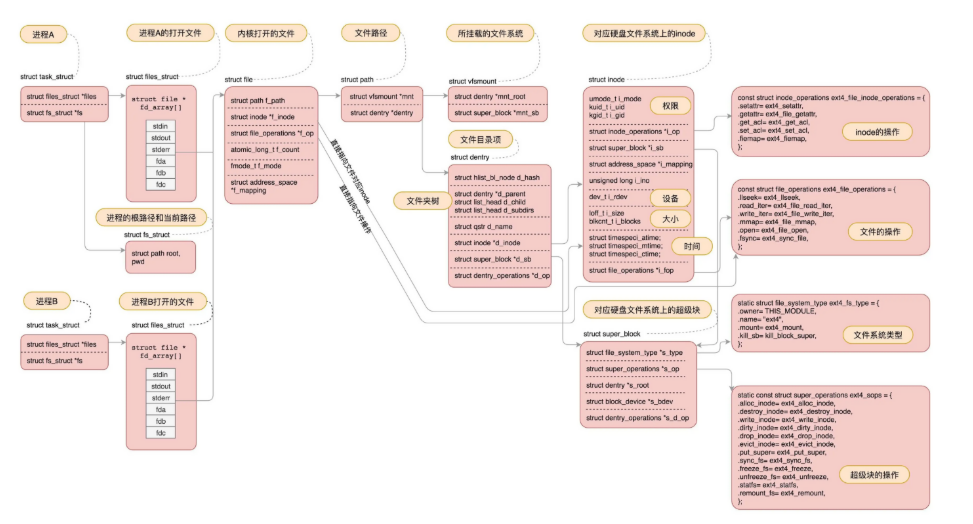 进程A
struct task_struct
struct files_struct *files
struct fs_struct *fs
进程A的打开文件
struct files_struct
struct file *
fd_array[]
stdin
stdout
stderr
fda
fdb
fdc
进程的根路径和当前路径
struct fs_struct
struct path root,
pwd
进程B
struct task_struct
struct files_struct *files
struct fs_struct *fs
进程B打开的文件
struct files_struct
struct file *
fd_array[]
stdin
stdout
stderr
fda
fdb
fdc
内核打开的文件
struct file
struct path f_path
struct inode *f_inode
struct file_operations *f_op
atomic_long_t f_count
fmode_t f_mode
struct address_space
*f_mapping
直接指向文件对应inode
直接指向文件操作
文件路径
struct path
struct vfsmount *mnt
struct dentry *dentry
所挂载的文件系统
struct vfsmount
struct dentry *mnt_root
struct super_block *mnt_sb
文件目录项
struct dentry
文件夹树
struct hlist_bl_node d_hash
struct dentry *d_parent
struct list_head d_child
struct list_head d_subdirs
struct qstr d_name
struct inode *d_inode
struct super_block *d_sb
struct dentry_operations *d_op
对应硬盘文件系统上的inode
struct inode
umode_t i_mode
kuid_t i_uid
kgid_t i_gid
权限
struct inode_operations *i_op
struct super_block *i_sb
struct address_space *i_mapping
unsigned long i_ino
dev_t i_rdev
设备
loff_t i_size
blkcnt_t i_blocks
大小
struct timespeci_atime;
struct timespeci_mtime;
struct timespeci_ctime;
时间
struct file_operations *i_fop
对应硬盘文件系统上的超级块
struct super_block
struct file_system_type *s_type
struct super_operations *s_op
struct dentry *s_root
struct block_device *s_bdev
struct dentry_operations *s_d_op
const struct inode_operations ext4_file_inode_operations = {
.setattr= ext4_setattr,
.getattr= ext4_file_getattr,
.get_acl= ext4_get_acl,
.set_acl= ext4_set_acl,
.fiemap= ext4_fiemap,
};
inode的操作
const struct file_operations ext4_file_operations = {
.llseek= ext4_llseek,
.read_iter= ext4_file_read_iter,
.write_iter= ext4_file_write_iter,
.mmap= ext4_file_mmap,
.open= ext4_file_open,
.fsync= ext4_sync_file,
};
文件的操作
static struct file_system_type ext4_fs_type = {
.owner= THIS_MODULE,
.name= "ext4",
.mount= ext4_mount,
.kill_sb= kill_block_super,
};
文件系统类型
static const struct super_operations ext4_sops = {
.alloc_inode= ext4_alloc_inode,
.destroy_inode= ext4_destroy_inode,
.write_inode= ext4_write_inode,
.dirty_inode= ext4_dirty_inode,
.drop_inode= ext4_drop_inode,
.evict_inode= ext4_evict_inode,
.put_super= ext4_put_super,
.sync_fs= ext4_sync_fs,
.freeze_fs= ext4_freeze,
.unfreeze_fs= ext4_unfreeze,
.statfs= ext4_statfs,
.remount_fs= ext4_remount,
};
超级块的操作